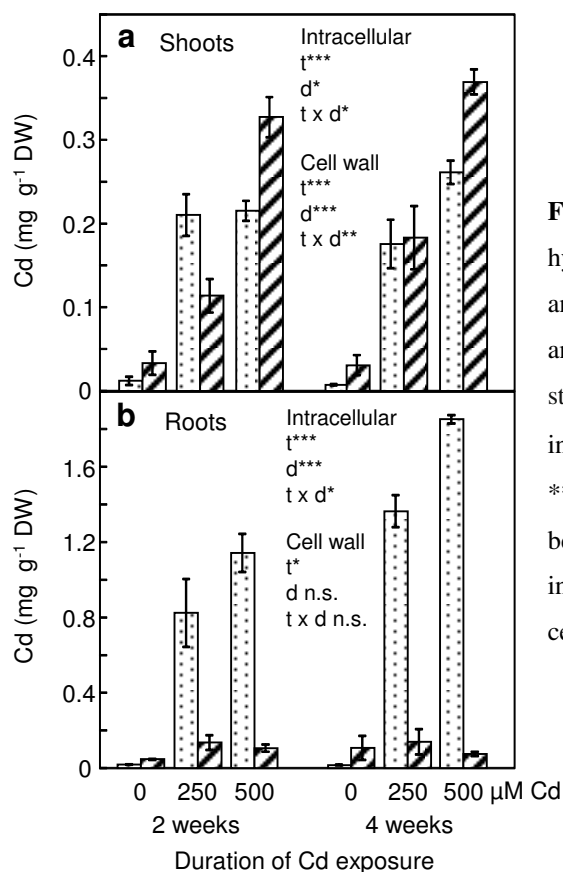 a Shoots
Intracellular
t***
d*
t x d*
Cell wall
t***
d***
t x d**
Cd (mg g⁻¹ DW)
0.4
0.3
0.2
0.1
0
b Roots
Intracellular
t***
d***
t x d*
Cell wall
t*
d n.s.
t x d n.s.
Cd (mg g⁻¹ DW)
1.6
1.2
0.8
0.4
0
0 250 500 0 250 500 µM Cd
2 weeks 4 weeks
Duration of Cd exposure